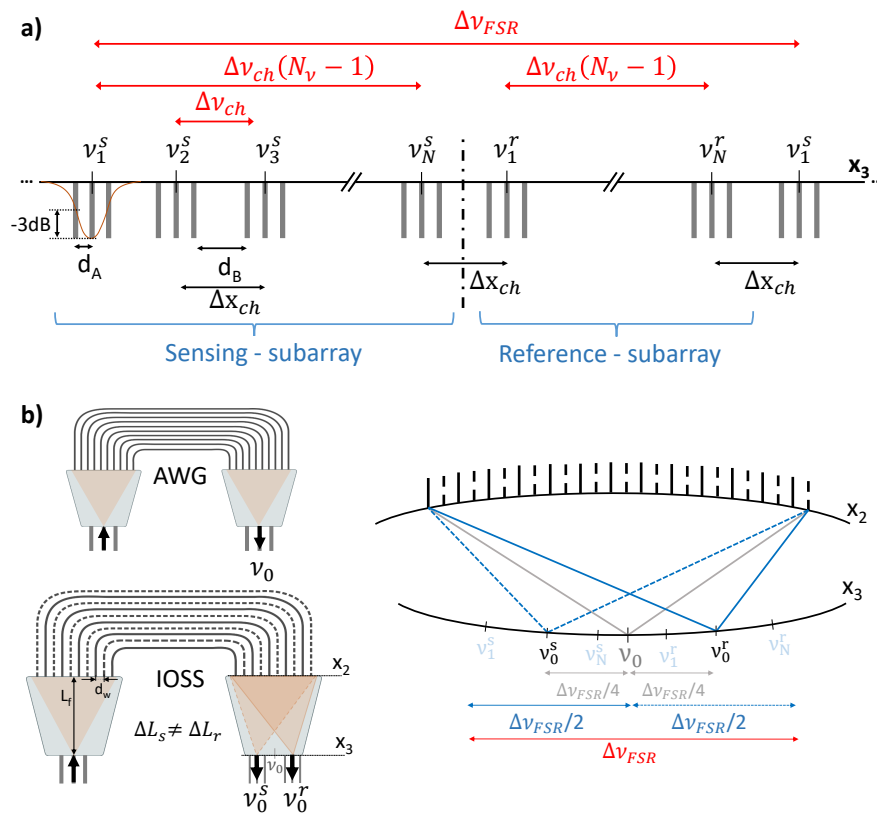 a)
Δν_FSR
Δν_ch(N_ν − 1)
Δν_ch(N_ν − 1)
Δν_ch
ν_1^s
ν_2^s
ν_3^s
ν_N^s
ν_1^r
ν_N^r
ν_1^s
x_3
...
...
-3dB
d_A
d_B
Δx_ch
Δx_ch
Δx_ch
Sensing - subarray
Reference - subarray
b)
AWG
ν_0
x_2
x_3
ν_1^s
ν_0^s
ν_N^s
ν_0
ν_1^r
ν_0^r
ν_N^r
Δν_FSR/4
Δν_FSR/4
Δν_FSR/2
Δν_FSR/2
Δν_FSR
L_f
d_w
IOSS
ΔL_s ≠ ΔL_r
x_2
x_3
ν_0
ν_0^s
ν_0^r